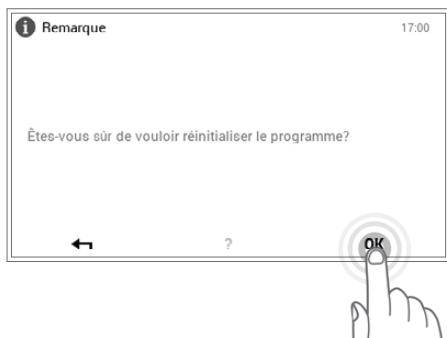 i Remarque 17:00
Êtes-vous sûr de vouloir réinitialiser le programme?
? OK